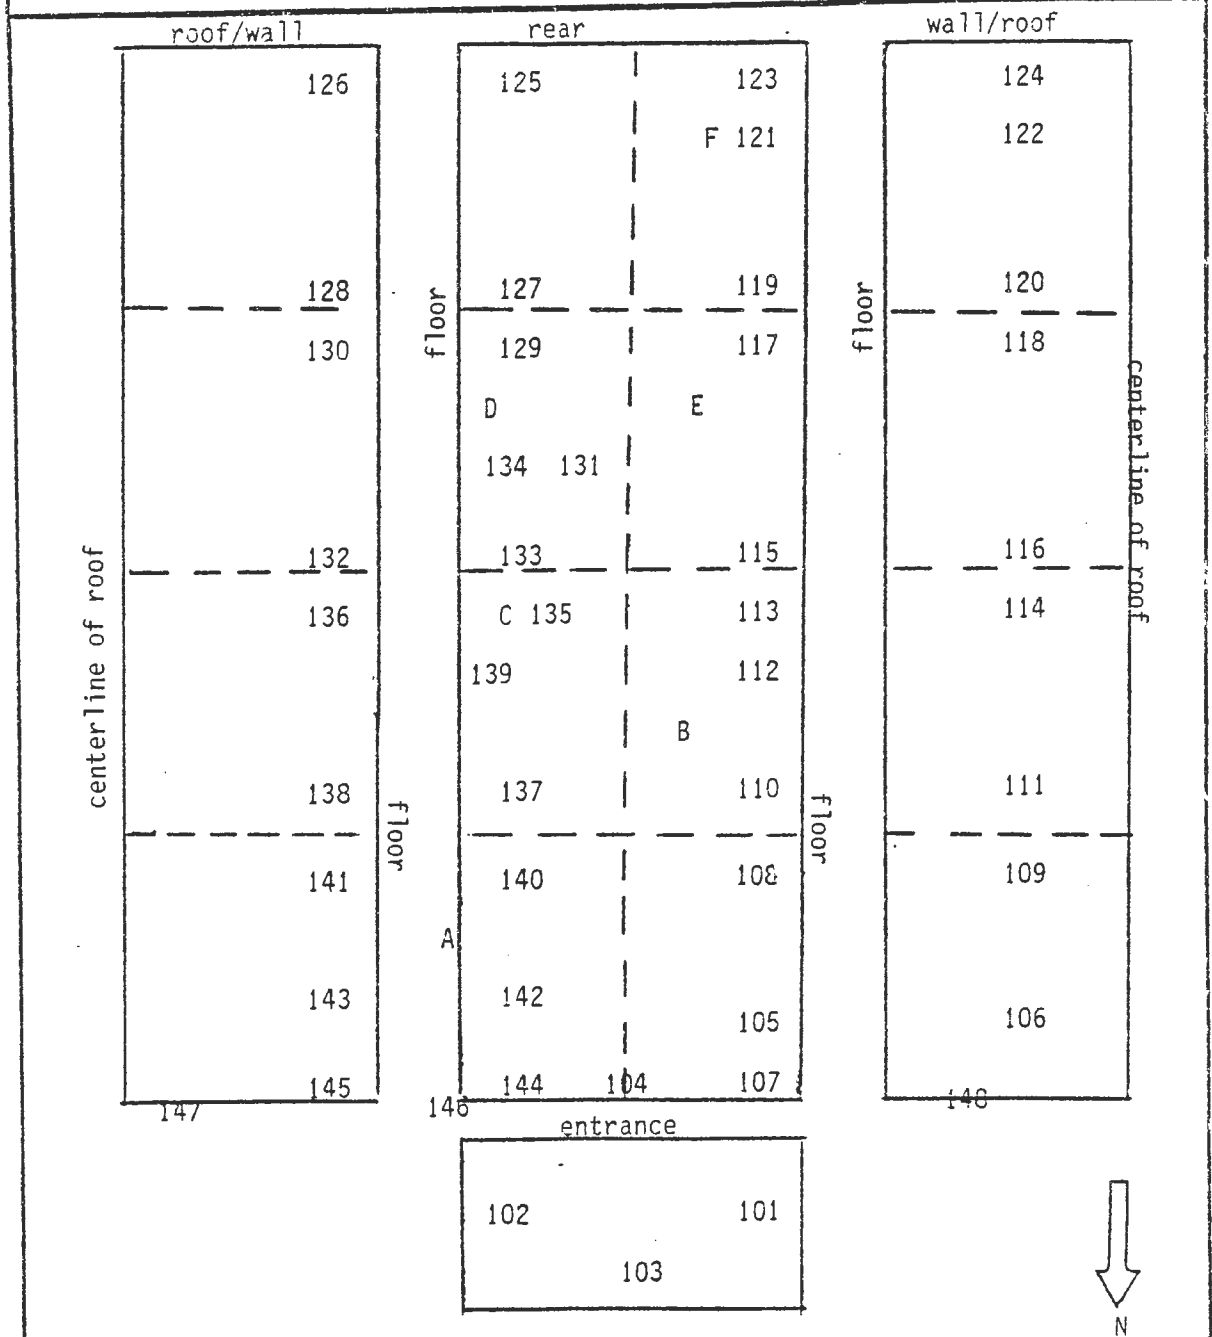 roof/wall rear wall/roof
126 125 123 124
F 121 122
128 127 119 120
floor floor
130 129 117 118
D E
134 131
centerline of roof
132 133 115 116
136 C 135 113 114
139 112
centerline of roof
B
138 137 110 111
floor floor
141 140 108 109
A
143 142 105 106
145 144 104 107
147 146 148
entrance
102 101
103
N